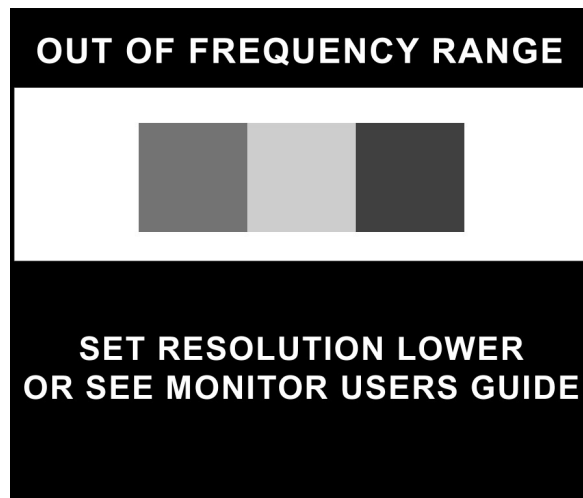 OUT OF FREQUENCY RANGE
SET RESOLUTION LOWER
OR SEE MONITOR USERS GUIDE